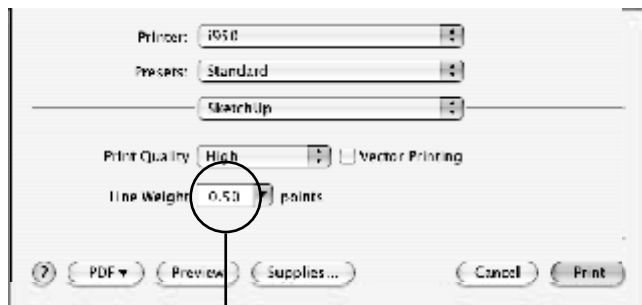 Printer: i950
Presets: Standard
SketchUp
Print Quality High Vector Printing
Line Weight 0.50 points
? PDF Preview Supplies... Cancel Print